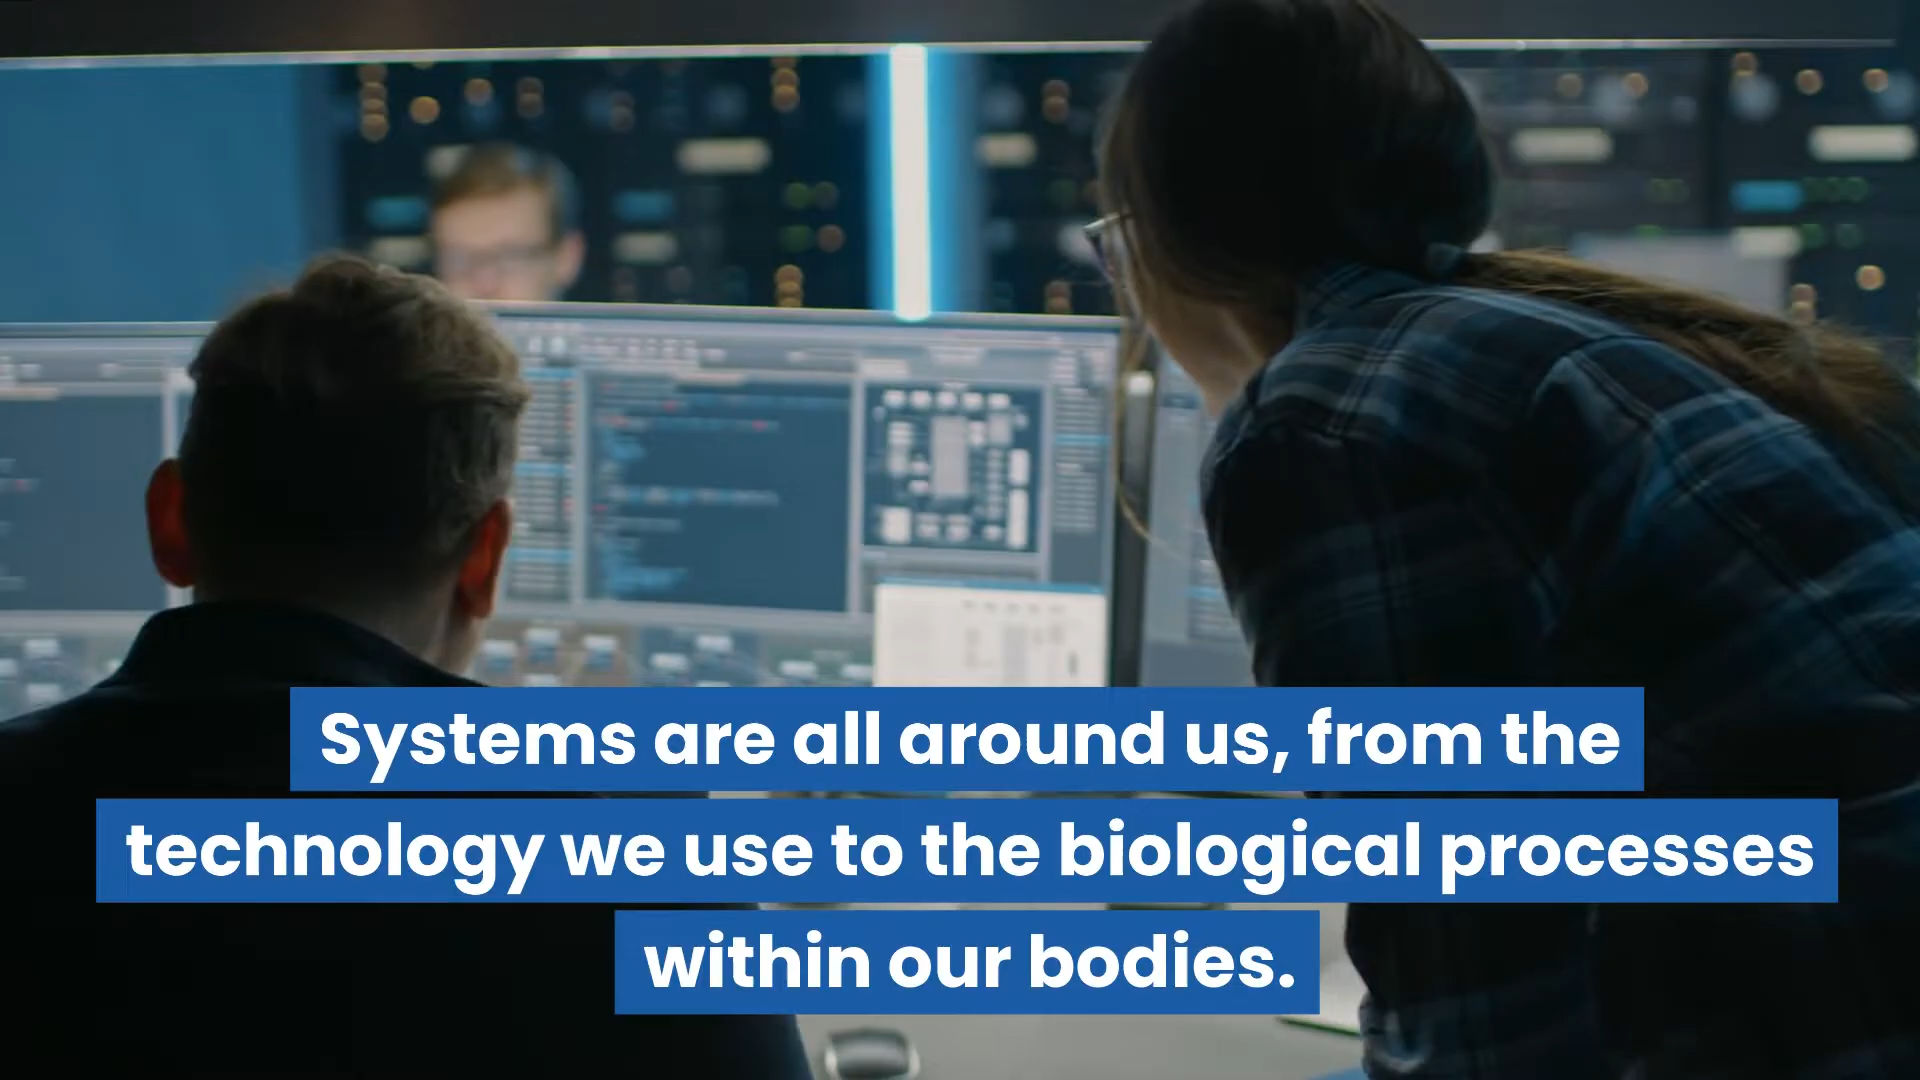 Systems are all around us, from the
technology we use to the biological processes
within our bodies.